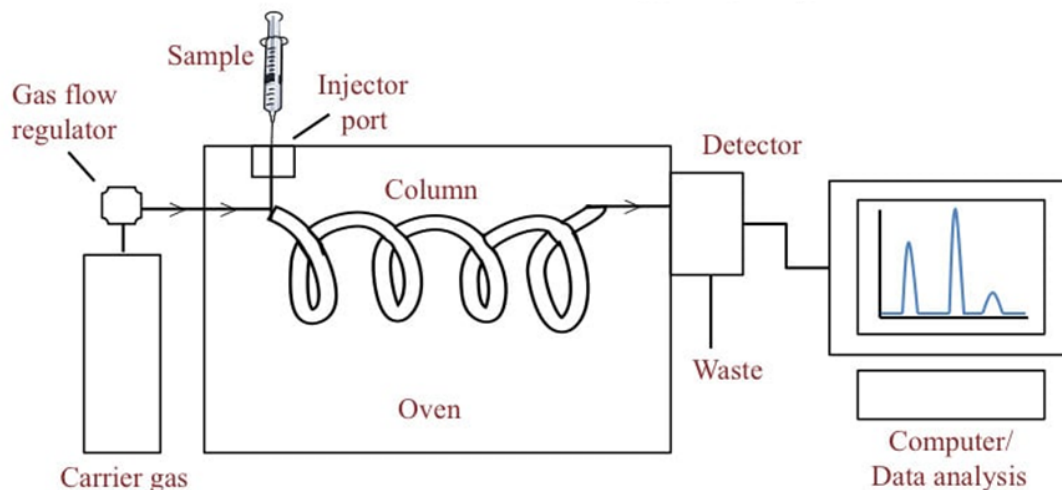 Sample
Gas flow
regulator
Injector
port
Detector
Column
Waste
Oven
Carrier gas
Computer/
Data analysis